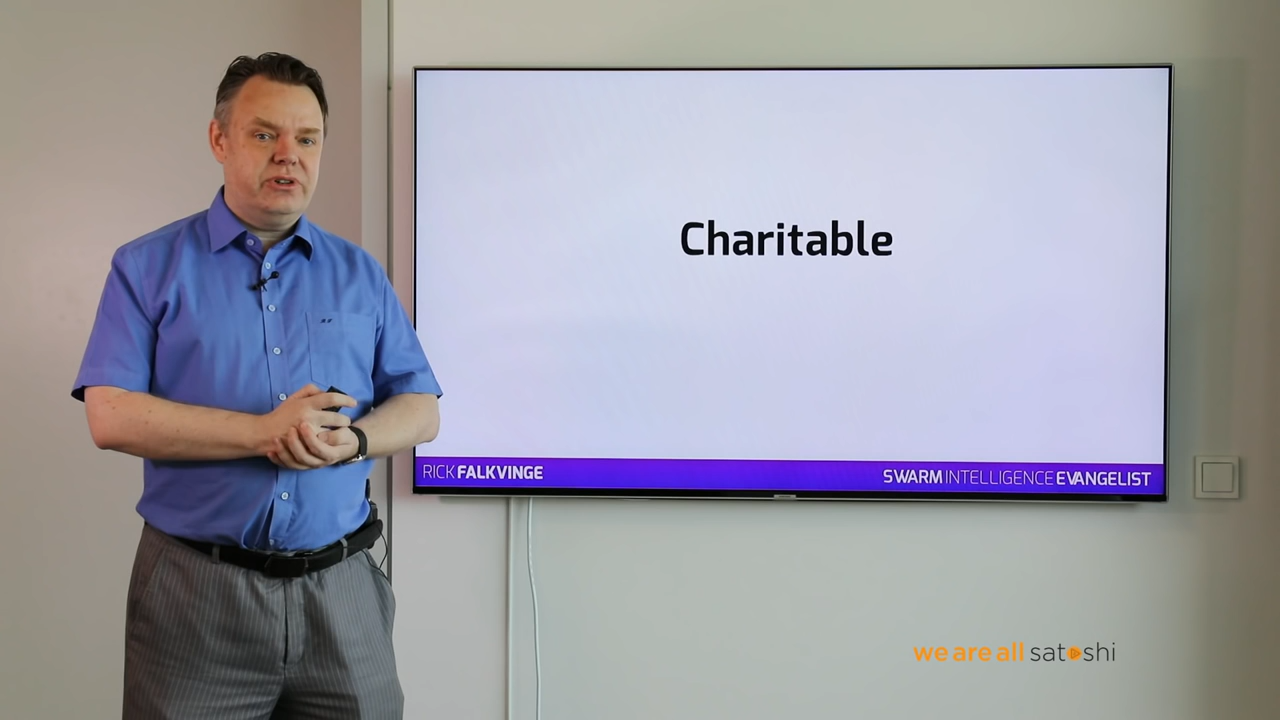 Charitable
RICK FALKVINGE
SWARM INTELLIGENCE EVANGELIST
we are all satoshi